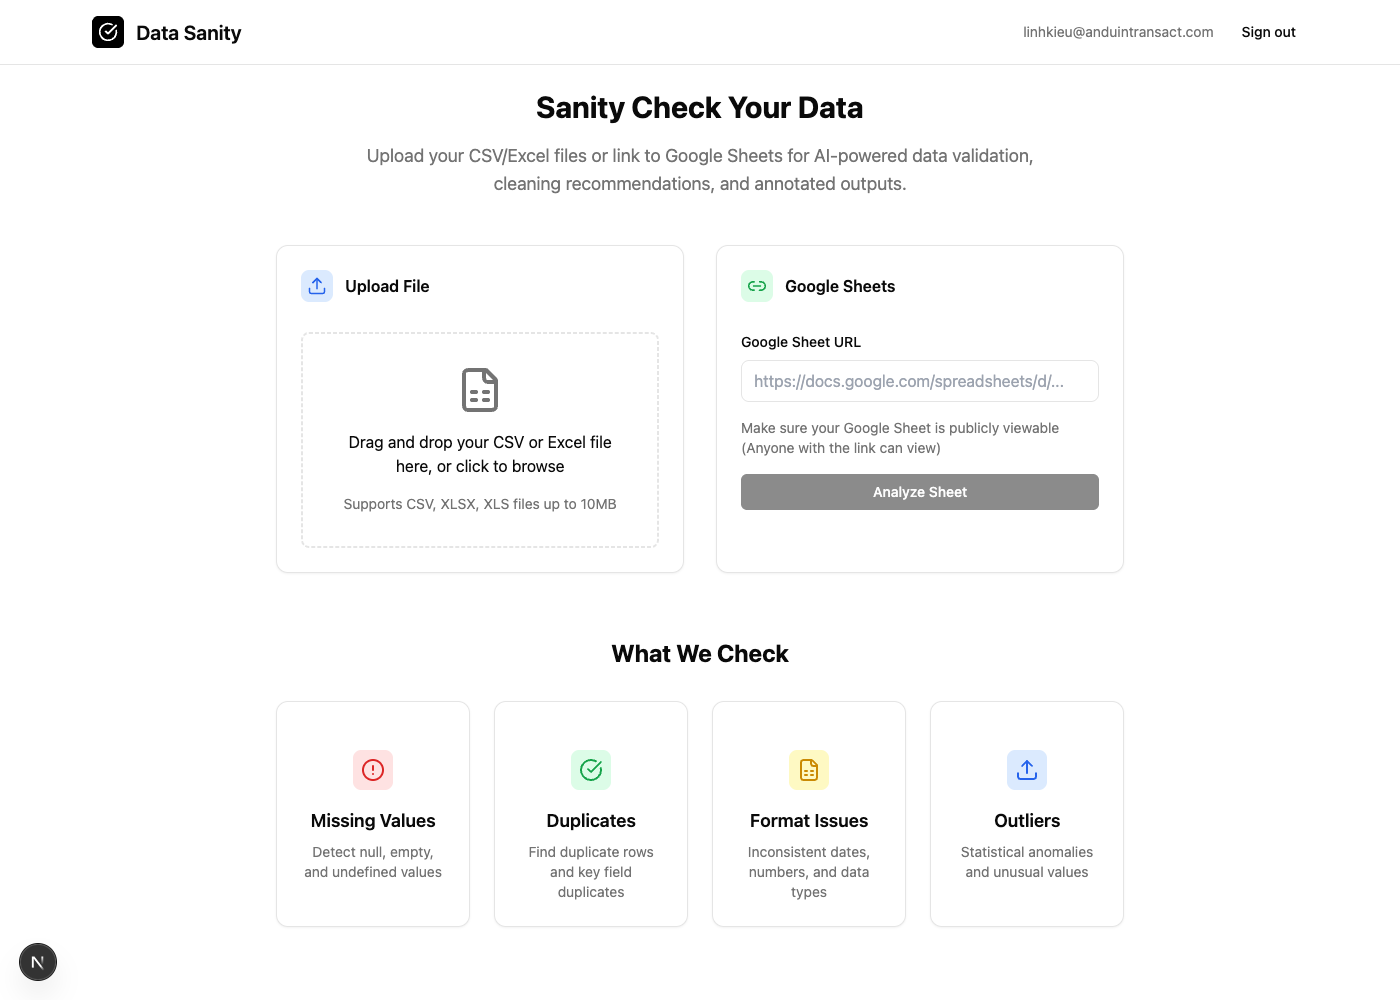 Data Sanity
linhkieu@anduintransact.com
Sign out
Sanity Check Your Data
Upload your CSV/Excel files or link to Google Sheets for AI-powered data validation,
cleaning recommendations, and annotated outputs.
Upload File
Drag and drop your CSV or Excel file
here, or click to browse
Supports CSV, XLSX, XLS files up to 10MB
Google Sheets
Google Sheet URL
https://docs.google.com/spreadsheets/d/...
Make sure your Google Sheet is publicly viewable
(Anyone with the link can view)
Analyze Sheet
What We Check
Missing Values
Detect null, empty,
and undefined values
Duplicates
Find duplicate rows
and key field
duplicates
Format Issues
Inconsistent dates,
numbers, and data
types
Outliers
Statistical anomalies
and unusual values
N